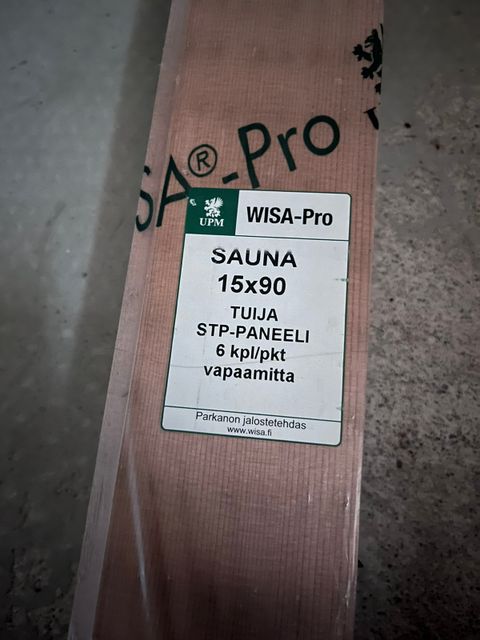 SA®-Pro
UPM WISA-Pro
SAUNA
15x90
TUIJA
STP-PANEELI
6 kpl/pkt
vapaamitta
Parkanon jalostetehdas
www.wisa.fi